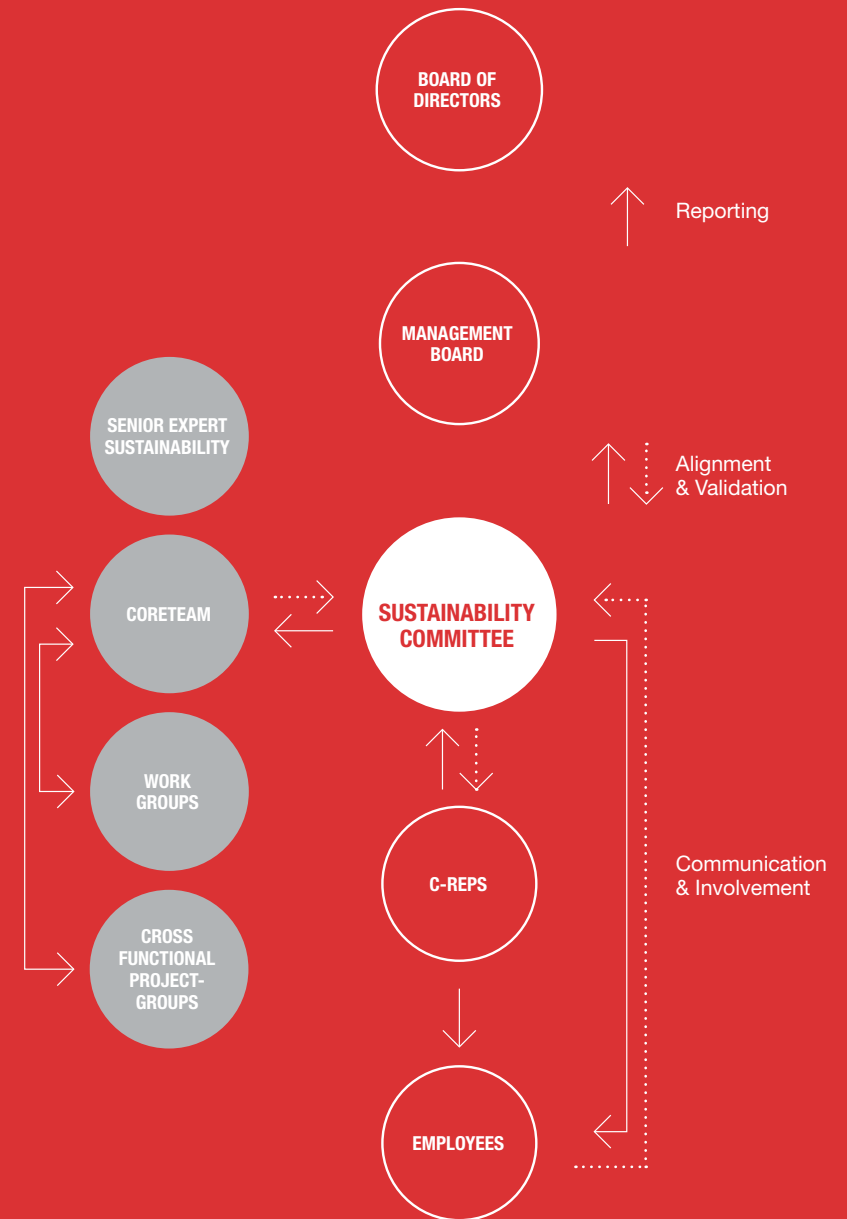 BOARD OF
DIRECTORS
Reporting
MANAGEMENT
BOARD
SENIOR EXPERT
SUSTAINABILITY
Alignment
& Validation
CORETEAM
SUSTAINABILITY
COMMITTEE
WORK
GROUPS
C-REPS
Communication
& Involvement
CROSS
FUNCTIONAL
PROJECT-
GROUPS
EMPLOYEES